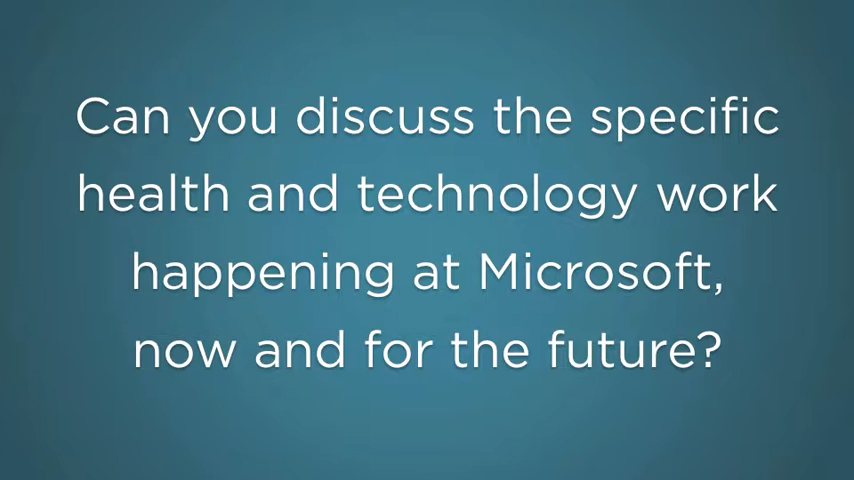 Can you discuss the specific
health and technology work
happening at Microsoft,
now and for the future?